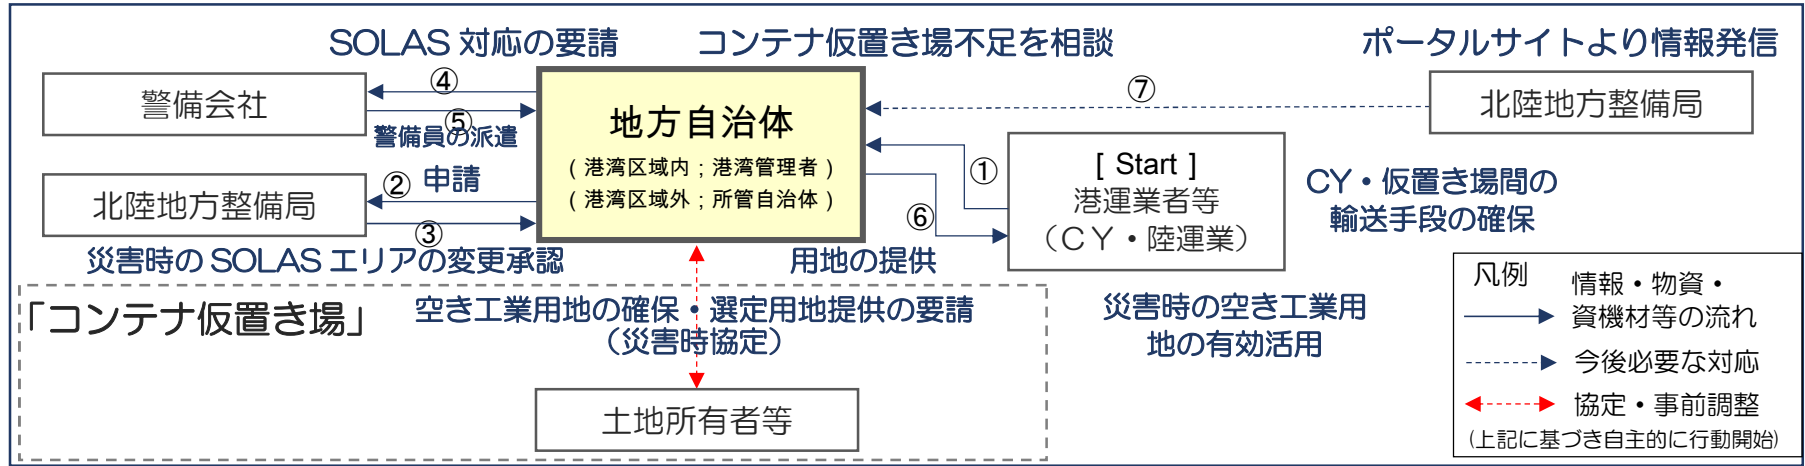 SOLAS 対応の要請
コンテナ仮置き場不足を相談
ポータルサイトより情報発信
警備会社
④
⑤
警備員の派遣
地方自治体
(港湾区域内；港湾管理者)
(港湾区域外；所管自治体)
⑦
北陸地方整備局
①
⑥
[ Start ]
港運業者等
（ＣＹ・陸運業）
CY・仮置き場間の
輸送手段の確保
北陸地方整備局
②
申請
③
災害時の SOLAS エリアの変更承認
用地の提供
「コンテナ仮置き場」
空き工業用地の確保・選定用地提供の要請
（災害時協定）
土地所有者等
災害時の空き工業用
地の有効活用
凡例
情報・物資・
資機材等の流れ
今後必要な対応
協定・事前調整
(上記に基づき自主的に行動開始)